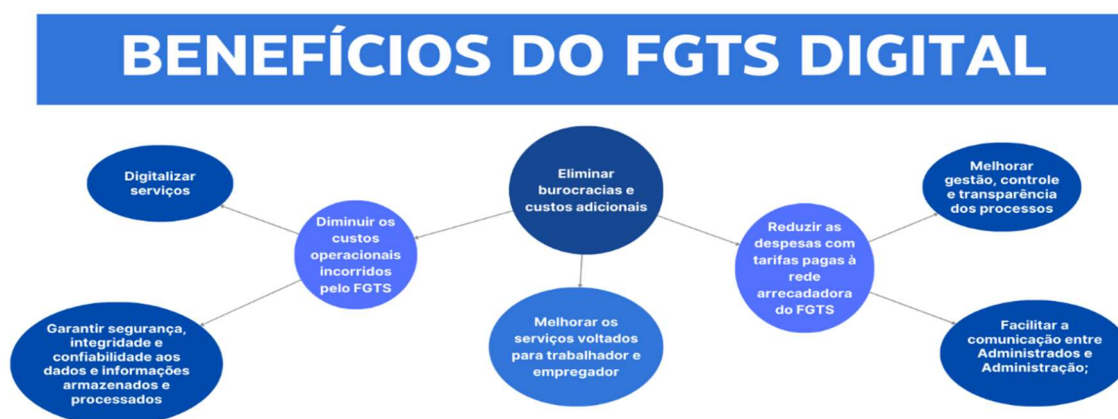 BENEFÍCIOS DO FGTS DIGITAL
Digitalizar
serviços
Diminuir os
custos
operacionais
incorridos
pelo FGTS
Garantir segurança,
integridade e
confiabilidade aos
dados e informações
armazenados e
processados
Eliminar
burocracias e
custos adicionais
Melhorar os
serviços voltados
para trabalhador e
empregador
Reduzir as
despesas com
tarifas pagas à
rede
arrecadadora
do FGTS
Melhorar
gestão, controle
e transparência
dos processos
Facilitar a
comunicação entre
Administrados e
Administração;